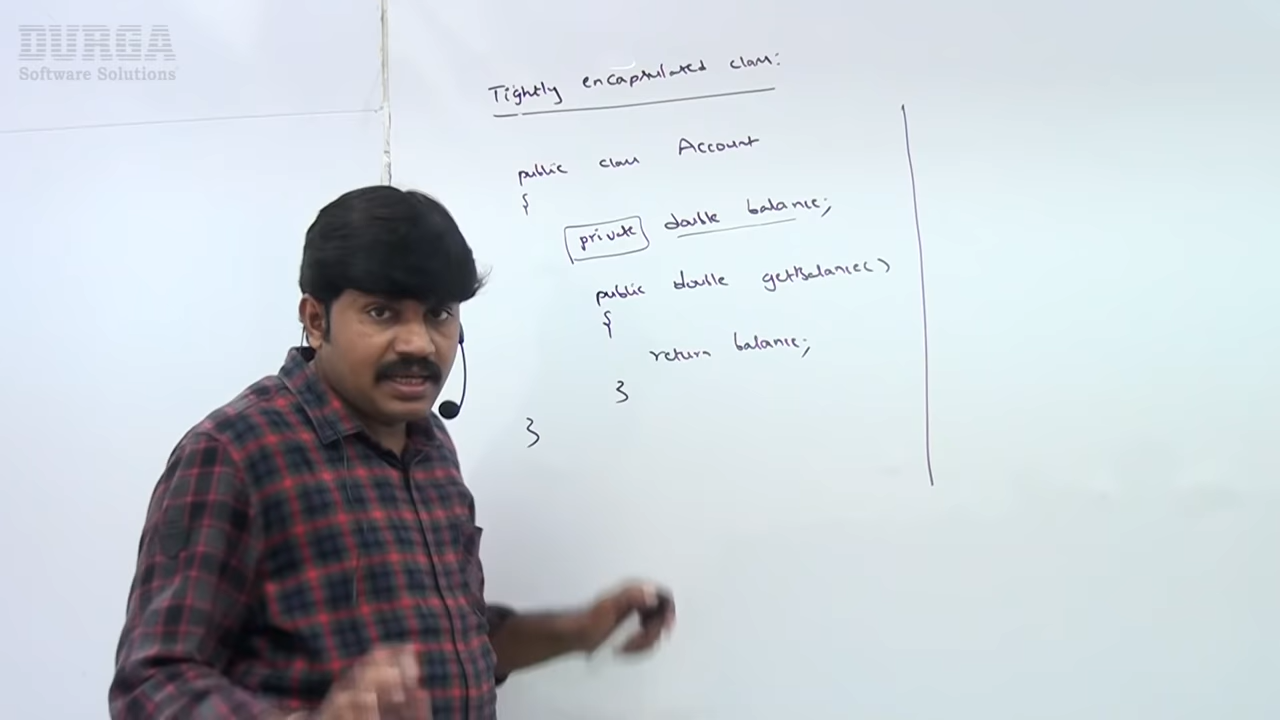 DURGA
Software Solutions
Tightly encapsulated class:
public class Account
{
private double balance;
public double getBalance()
{
return balance;
}
}